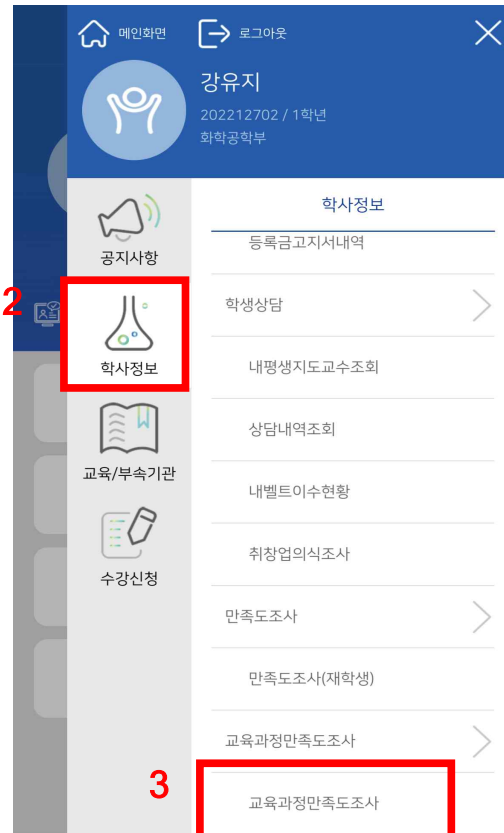 메인화면
로그아웃
강유지
202212702 / 1학년
화학공학부
공지사항
2
학사정보
교육/부속기관
수강신청
학사정보
등록금고지서내역
학생상담
내평생지도교수조회
상담내역조회
내벨트이수현황
취창업의식조사
만족도조사
만족도조사(재학생)
교육과정만족도조사
3
교육과정만족도조사